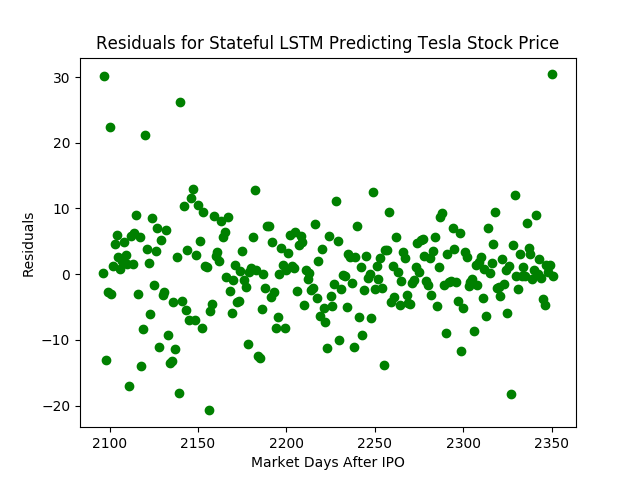 Residuals for Stateful LSTM Predicting Tesla Stock Price
30
20
10
0
−10
−20
Residuals
2100 2150 2200 2250 2300 2350
Market Days After IPO